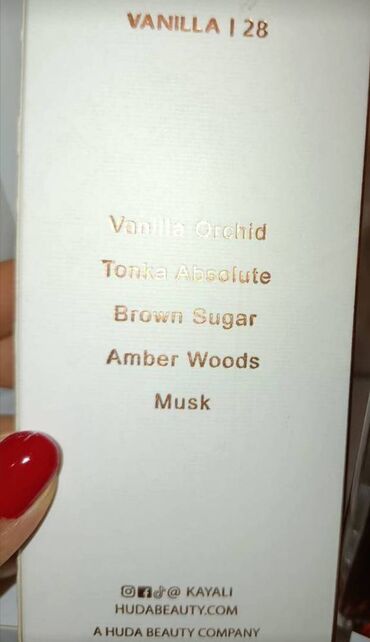 VANILLA | 28
Vanilla Orchid
Tonka Absolute
Brown Sugar
Amber Woods
Musk
@ KAYALI
HUDABEAUTY.COM
A HUDA BEAUTY COMPANY